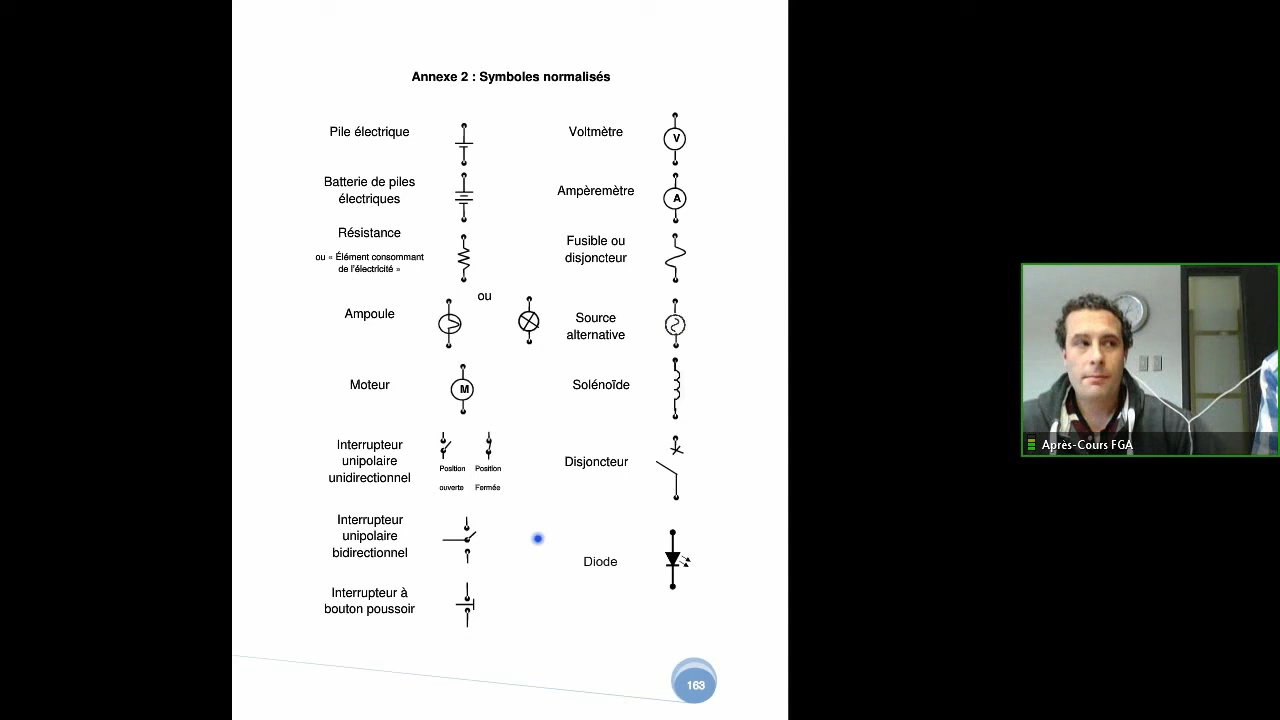 Annexe 2 : Symboles normalisés
Pile électrique
Batterie de piles
électriques
Résistance
ou « Élément consommant
de l'électricité »
Ampoule
ou
Moteur
M
Interrupteur
unipolaire
unidirectionnel
Position
ouverte
Position
Fermée
Interrupteur
unipolaire
bidirectionnel
Interrupteur à
bouton poussoir
Voltmètre
V
Ampèremètre
A
Fusible ou
disjoncteur
Source
alternative
Solénoïde
Disjoncteur
Diode
163
Après-Cours FGA